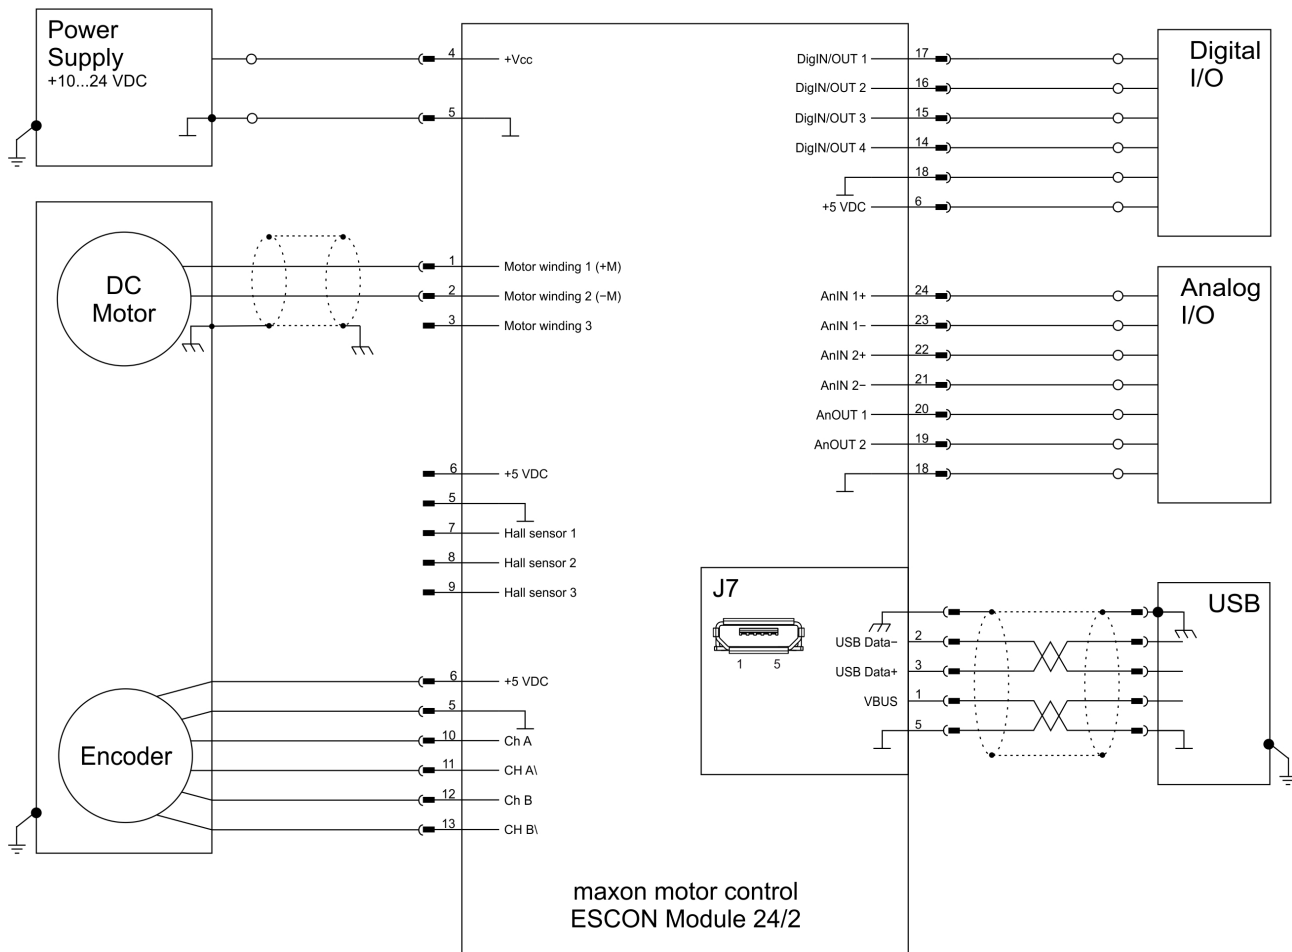 Power
Supply
+10...24 VDC
4
+Vcc
5
DC
Motor
1
Motor winding 1 (+M)
2
Motor winding 2 (−M)
3
Motor winding 3
6
+5 VDC
5
7
Hall sensor 1
8
Hall sensor 2
9
Hall sensor 3
Encoder
6
+5 VDC
5
10
Ch A
11
CH A\
12
Ch B
13
CH B\
DigIN/OUT 1
17
DigIN/OUT 2
16
DigIN/OUT 3
15
DigIN/OUT 4
14
18
+5 VDC
6
Digital
I/O
AnIN 1+
24
AnIN 1−
23
AnIN 2+
22
AnIN 2−
21
AnOUT 1
20
AnOUT 2
19
18
Analog
I/O
J7
1 5
USB Data−
2
USB Data+
3
VBUS
1
5
USB
maxon motor control
ESCON Module 24/2